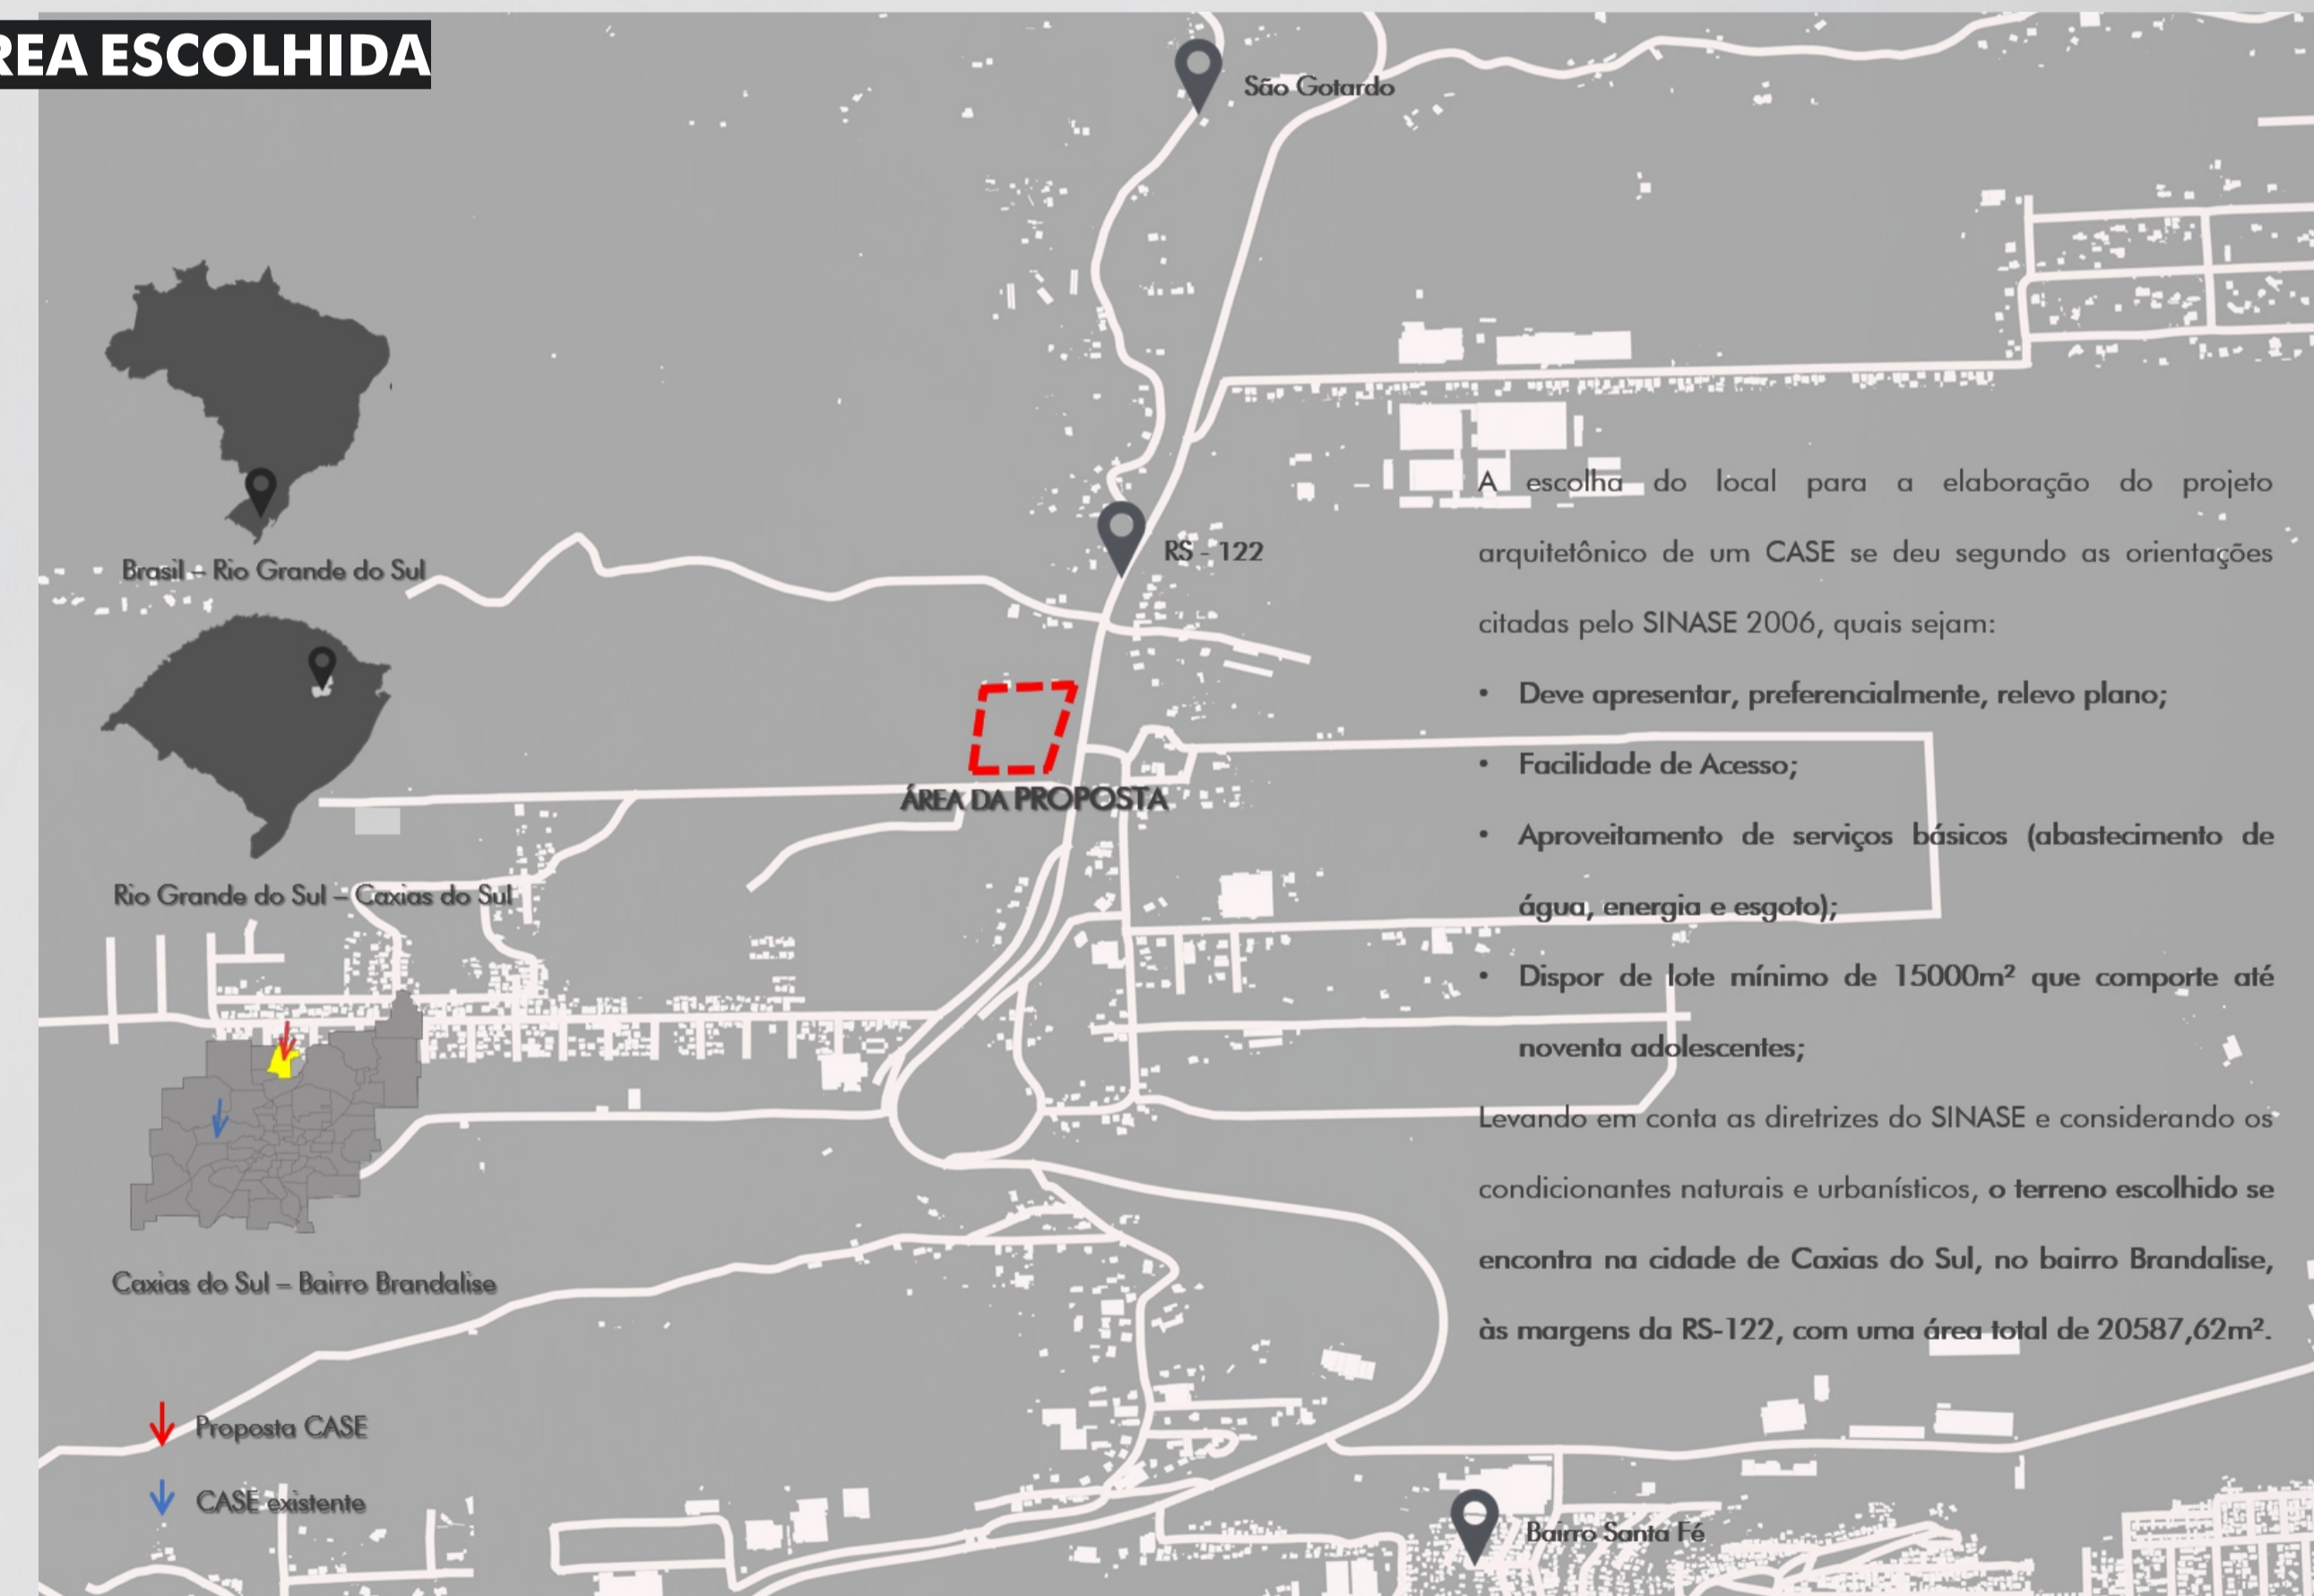 REA ESCOLHIDA
São Gotardo
RS - 122
ÁREA DA PROPOSTA
Bairro Santa Fé
Brasil – Rio Grande do Sul
Rio Grande do Sul – Caxias do Sul
Caxias do Sul – Bairro Brandalise
Proposta CASE
CASE existente
A escolha do local para a elaboração do projeto
arquitetônico de um CASE se deu segundo as orientações
citadas pelo SINASE 2006, quais sejam:
• Deve apresentar, preferencialmente, relevo plano;
• Facilidade de Acesso;
• Aproveitamento de serviços básicos (abastecimento de
água, energia e esgoto);
• Dispor de lote mínimo de 15000m² que comporte até
noventa adolescentes;
Levando em conta as diretrizes do SINASE e considerando os
condicionantes naturais e urbanísticos, o terreno escolhido se
encontra na cidade de Caxias do Sul, no bairro Brandalise,
às margens da RS-122, com uma área total de 20587,62m².